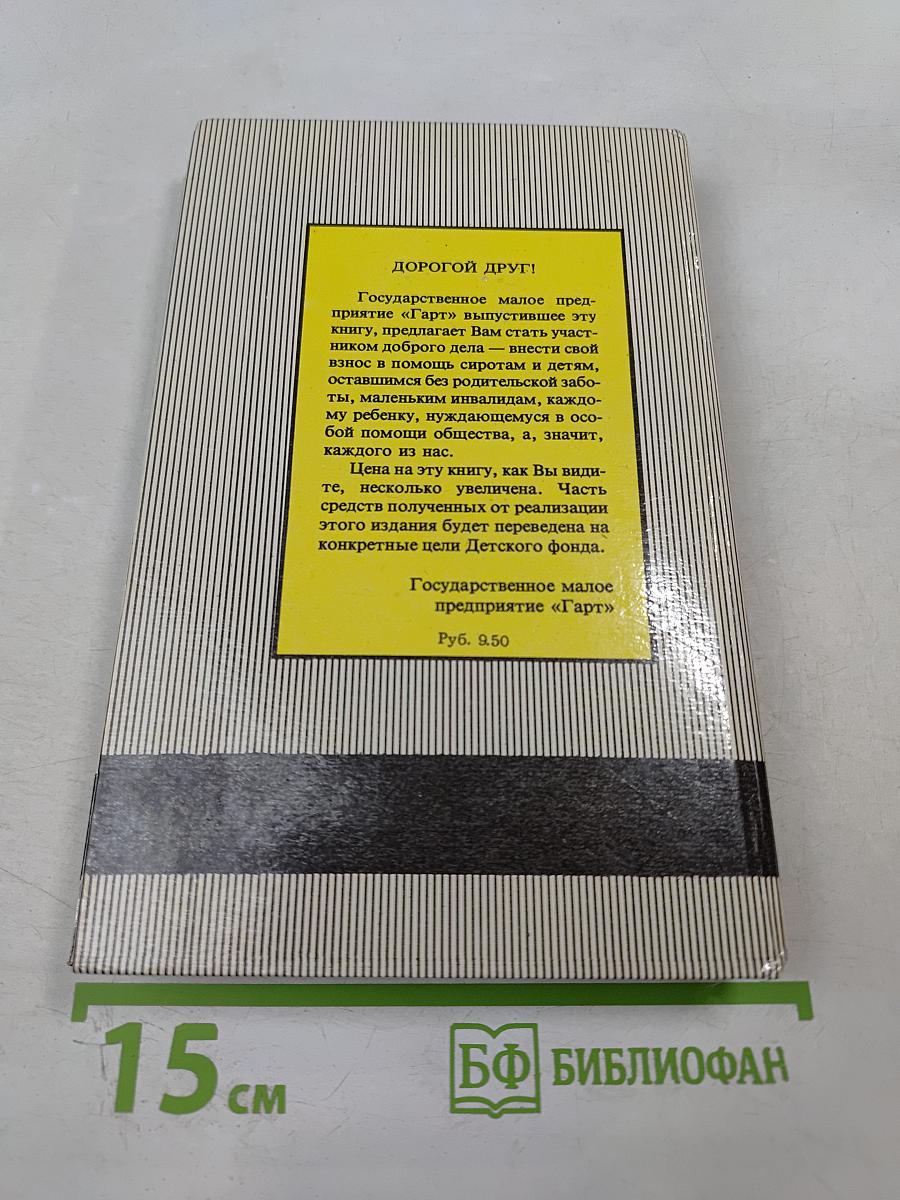 ДОРОГОЙ ДРУГ!
Государственное малое пред-
приятие «Гарт» выпустившее эту
книгу, предлагает Вам стать участ-
ником доброго дела — внести свой
взнос в помощь сиротам и детям,
оставшимся без родительской забо-
ты, маленьким инвалидам, каждо-
му ребенку, нуждающемуся в осо-
бой помощи общества, а, значит,
каждого из нас.
Цена на эту книгу, как Вы види-
те, несколько увеличена. Часть
средств полученных от реализации
этого издания будет переведена на
конкретные цели Детского фонда.
Государственное малое
предприятие «Гарт»
Руб. 9.50
15 см
БФ БИБЛИОФАН